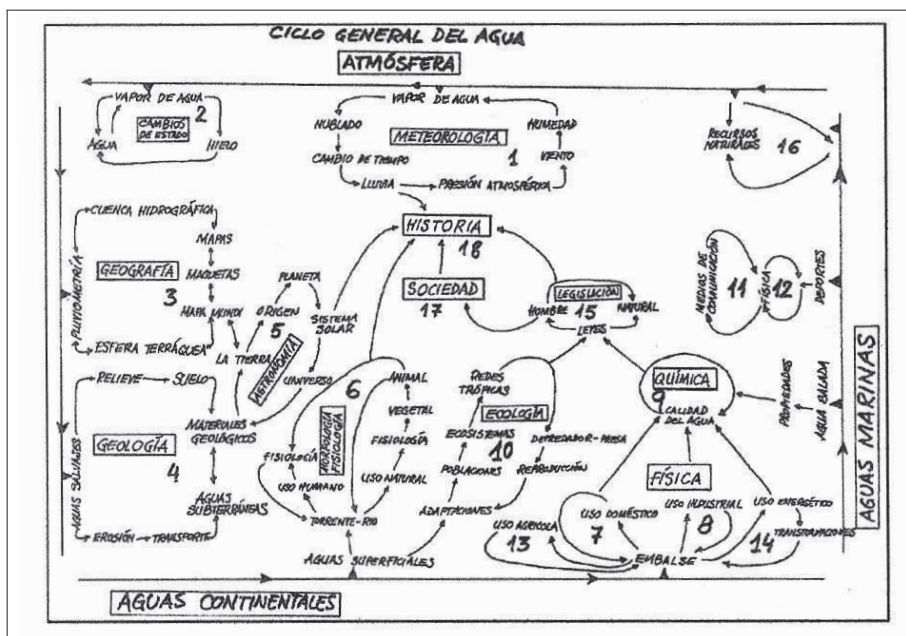 CICLO GENERAL DEL AGUA
ATMÓSFERA
VAPOR DE AGUA
2
CAMBIOS
DE ESTADO
AGUA
HIELO
VAPOR DE AGUA
NUBLADO
HUMEDAD
METEOROLOGÍA
1
CAMBIO DE TIEMPO
VIENTO
LLUVIA
PRESIÓN ATMOSFÉRICA
RECURSOS
NATURALES
16
CUENCA HIDROGRÁFICA
MAPAS
GEOGRAFÍA
MAQUETAS
3
MAPA MUNDI
PLUVIOMETRÍA
ESFERA TERRÁQUEA
PLANETA
ORIGEN
5
SISTEMA
SOLAR
LA TIERRA
ASTRONOMÍA
UNIVERSO
HISTORIA
18
SOCIEDAD
17
LEGISLACIÓN
HOMBRE
15
NATURAL
LEYES
MEDIOS DE
COMUNICACIÓN
11
FÍSICA
12
DEPORTES
RELIEVE
SUELO
MATERIALES
GEOLÓGICOS
GEOLOGÍA
4
AGUAS SALVAJES
AGUAS
SUBTERRÁNEAS
EROSIÓN
TRANSPORTE
6
ANIMAL
VEGETAL
MORFOLOGÍA
FISIOLOGÍA
FISIOLOGÍA
FISIOLOGÍA
USO HUMANO
USO NATURAL
TORRENTE-RIO
AGUAS SUPERFICIALES
REDES
TRÓFICAS
ECOLOGÍA
ECOSISTEMAS
10
DEPREDADOR-PRESA
POBLACIONES
REPRODUCCIÓN
ADAPTACIONES
QUÍMICA
9
CALIDAD
DEL AGUA
PROPIEDADES
AGUA SALADA
FÍSICA
USO AGRICOLA
13
USO DOMÉSTICO
7
USO INDUSTRIAL
8
USO ENERGÉTICO
14
TRANSFORMACIONES
EMBALSE
AGUAS MARINAS
AGUAS CONTINENTALES